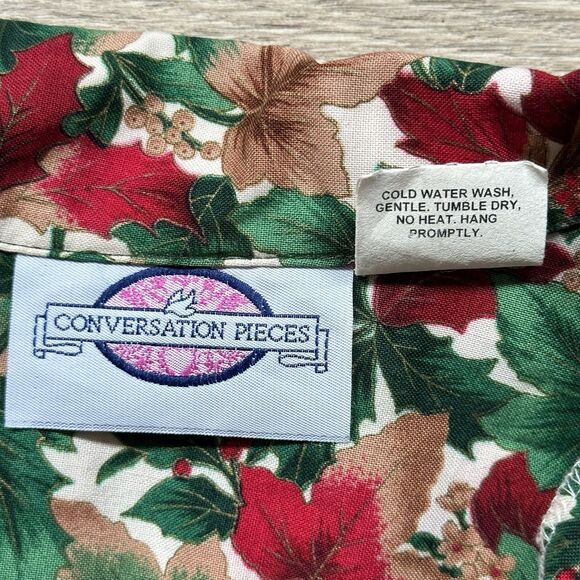 CONVERSATION PIECES
COLD WATER WASH,
GENTLE. TUMBLE DRY,
NO HEAT. HANG
PROMPTLY.